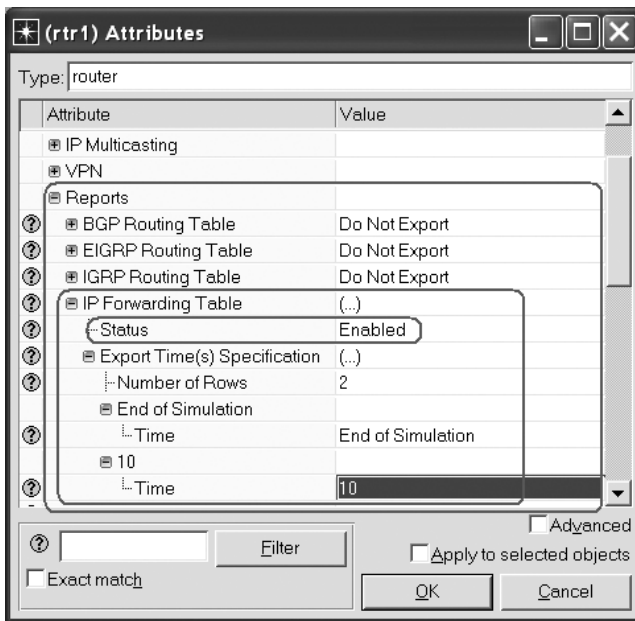 (rtr1) Attributes
Type: router
Attribute Value
IP Multicasting
VPN
Reports
BGP Routing Table Do Not Export
EIGRP Routing Table Do Not Export
IGRP Routing Table Do Not Export
IP Forwarding Table (...)
Status Enabled
Export Time(s) Specification (...)
Number of Rows 2
End of Simulation
Time End of Simulation
10
Time 10
Advanced
Filter
Apply to selected objects
Exact match
OK Cancel